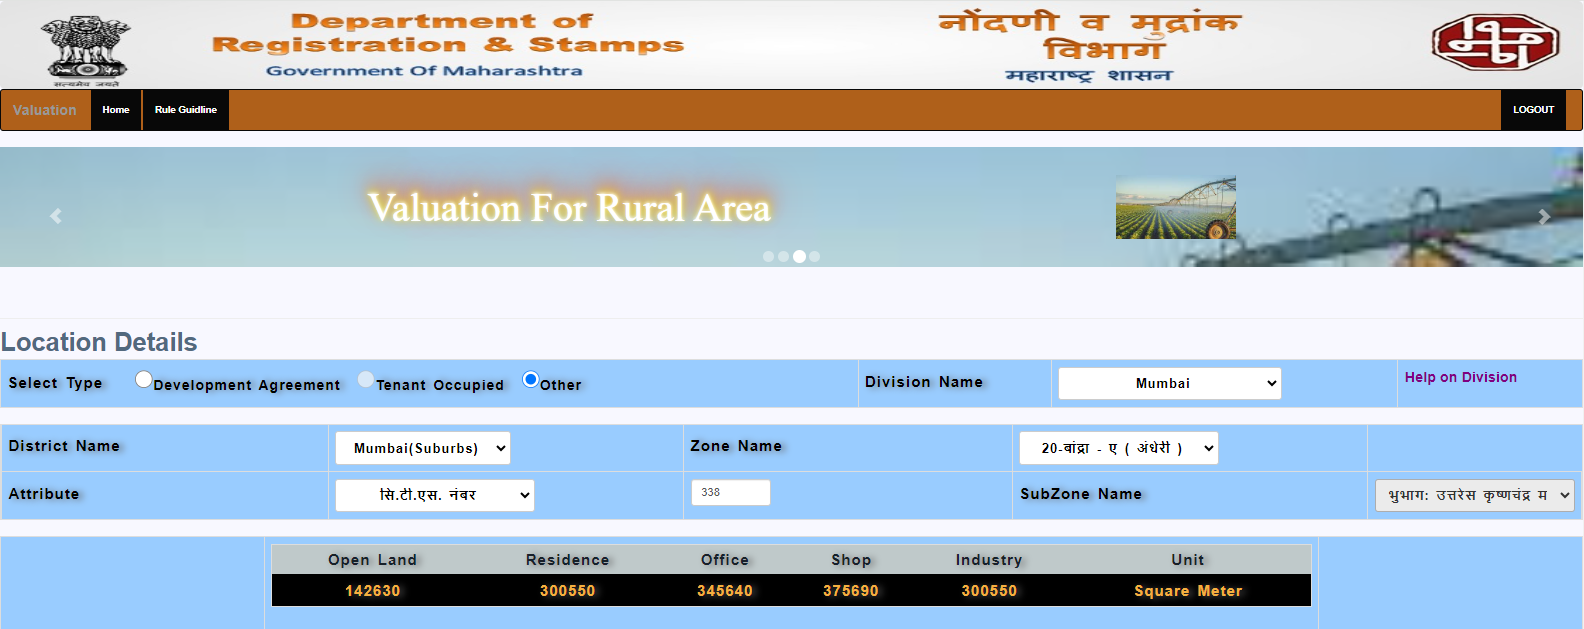 Department of
Registration & Stamps
Government Of Maharashtra
नोंदणी व मुद्रांक
विभाग
महाराष्ट्र शासन
सत्यमेव जयते
Valuation Home Rule Guidline LOGOUT
Valuation For Rural Area
Location Details
Select Type Development Agreement Tenant Occupied Other Division Name Mumbai Help on Division
District Name Mumbai(Suburbs) Zone Name 20-बांद्रा - ए ( अंधेरी )
Attribute सि.टी.एस. नंबर 338 SubZone Name भुभाग: उत्तरेस कृष्णचंद्र म
Open Land Residence Office Shop Industry Unit
142630 300550 345640 375690 300550 Square Meter